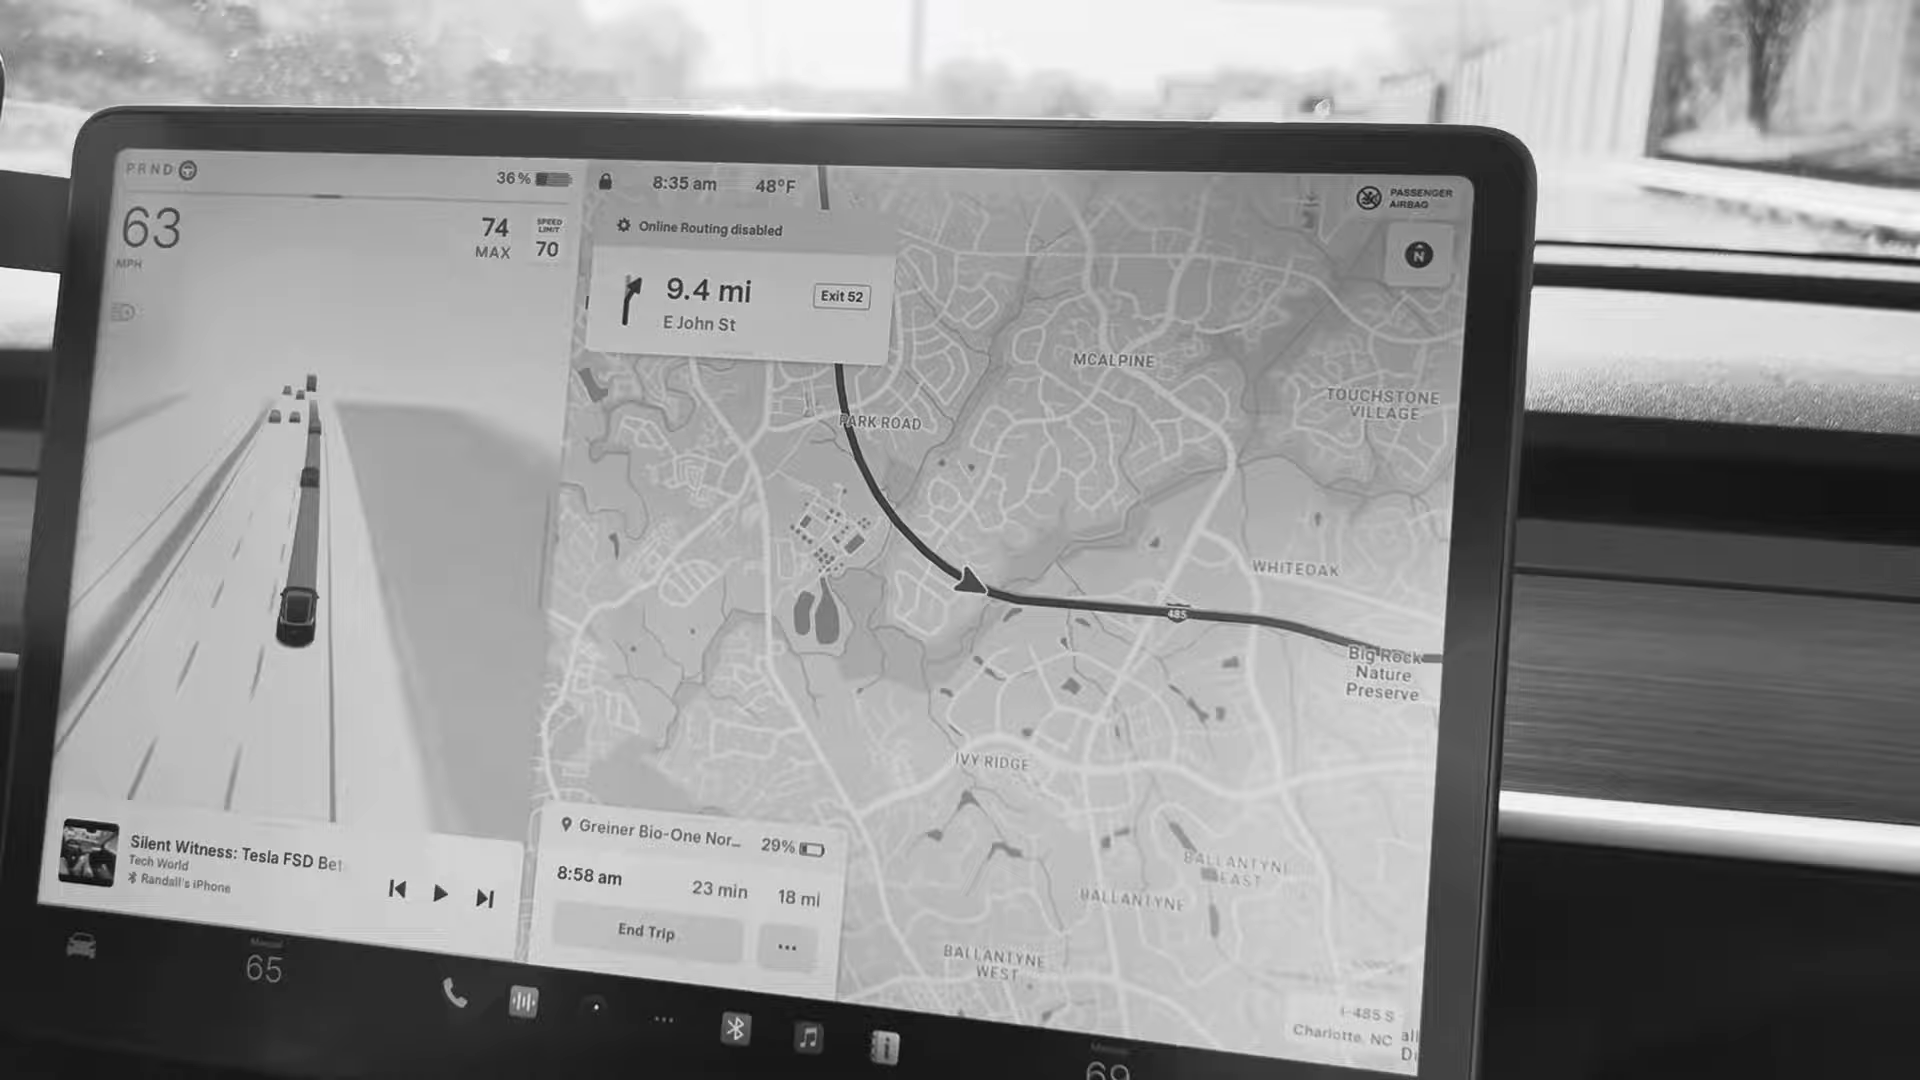 PRND
36%
63
MPH
74
MAX
SPEED
LIMIT
70
8:35 am
48°F
PASSENGER
AIRBAG
Online Routing disabled
N
9.4 mi
Exit 52
E John St
MCALPINE
TOUCHSTONE
VILLAGE
PARK ROAD
WHITEOAK
485
Big Rock
Nature
Preserve
IVY RIDGE
BALLANTYNE
EAST
BALLANTYNE
BALLANTYNE
WEST
I-485 S
Charlotte, NC
Silent Witness: Tesla FSD Bet
Tech World
Randall's iPhone
Greiner Bio-One Nor...
29%
8:58 am
23 min
18 mi
End Trip
Manual
65
Manual
69